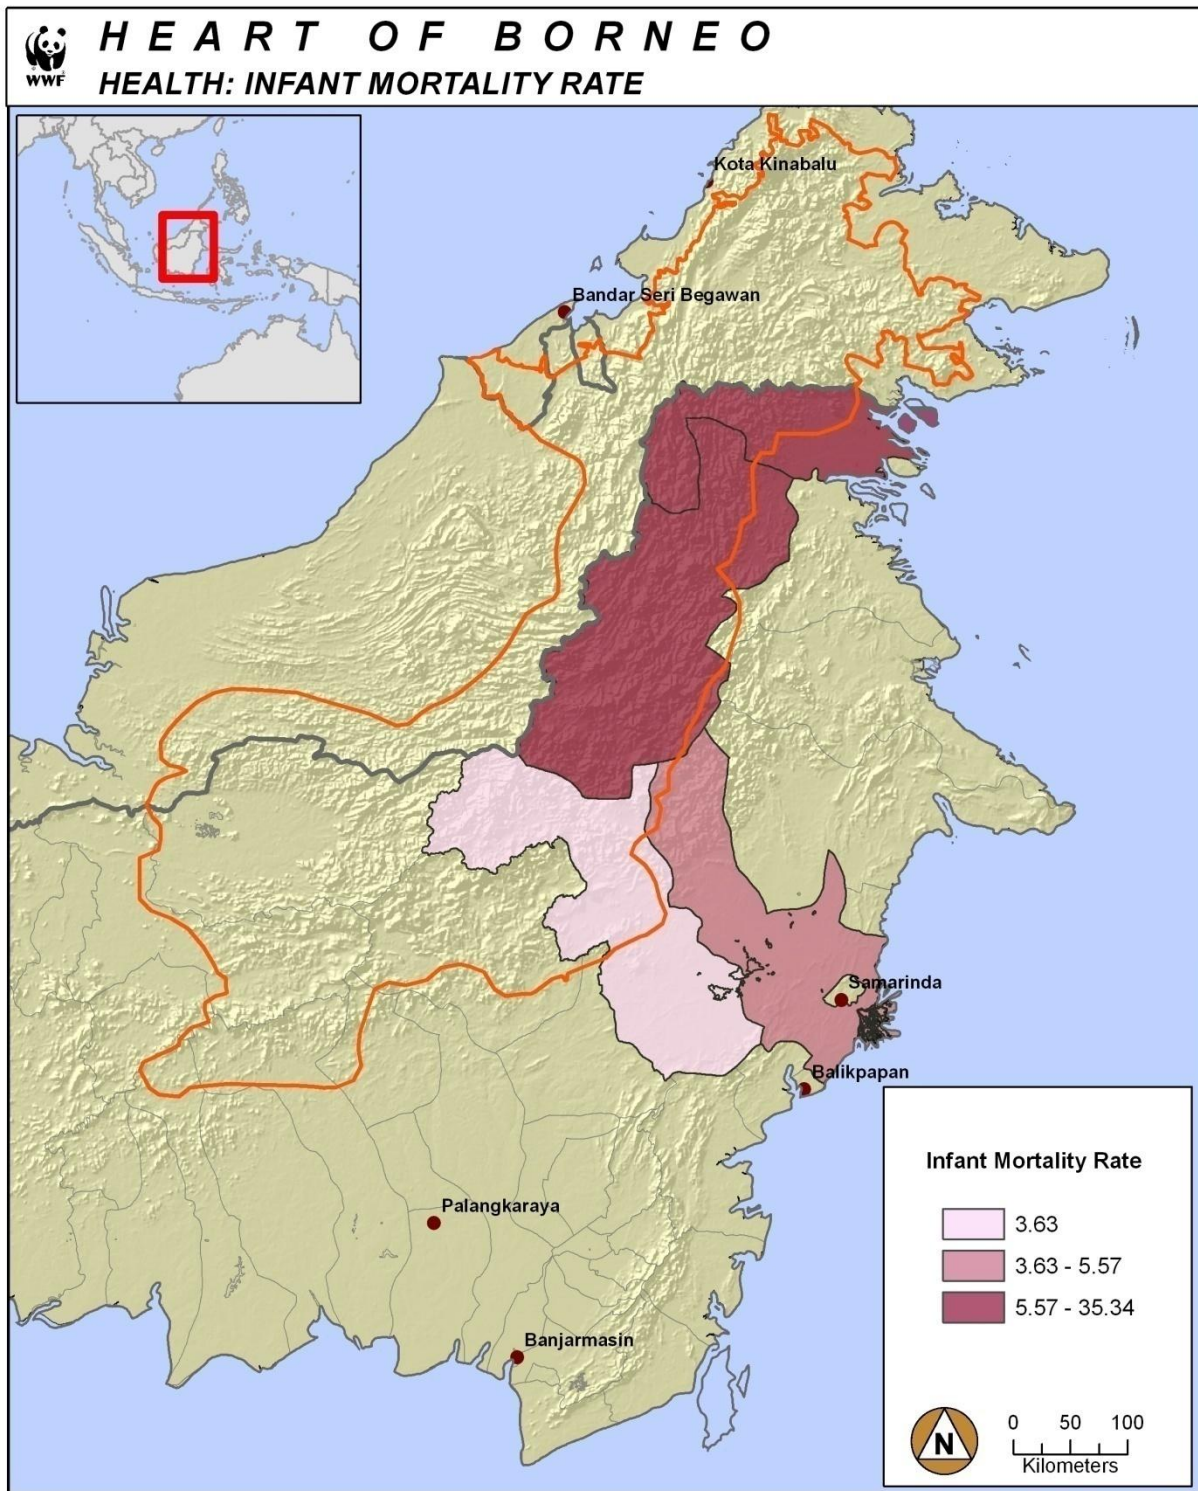 HEART OF BORNEO
HEALTH: INFANT MORTALITY RATE
WWF
Kota Kinabalu
Bandar Seri Begawan
Samarinda
Balikpapan
Palangkaraya
Banjarmasin
Infant Mortality Rate
3.63
3.63 - 5.57
5.57 - 35.34
N
0 50 100
Kilometers